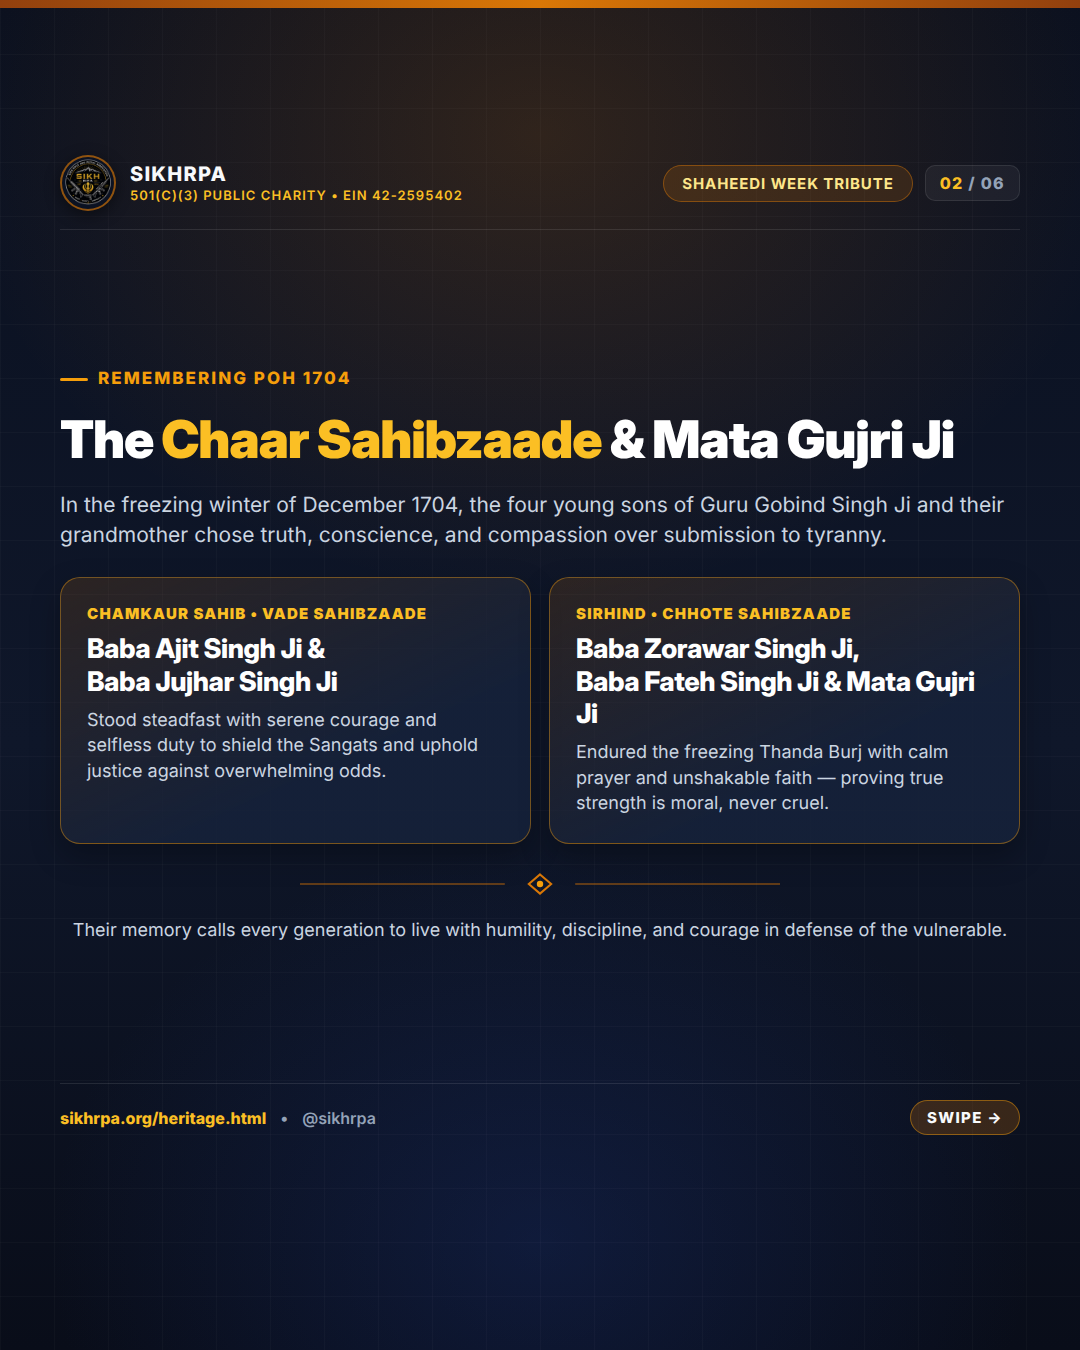 SIKH
SIKHRPA
501(C)(3) PUBLIC CHARITY • EIN 42-2595402
SHAHEEDI WEEK TRIBUTE
02 / 06
REMEMBERING POH 1704
The Chaar Sahibzaade & Mata Gujri Ji
In the freezing winter of December 1704, the four young sons of Guru Gobind Singh Ji and their
grandmother chose truth, conscience, and compassion over submission to tyranny.
CHAMKAUR SAHIB • VADE SAHIBZAADE
Baba Ajit Singh Ji &
Baba Jujhar Singh Ji
Stood steadfast with serene courage and
selfless duty to shield the Sangats and uphold
justice against overwhelming odds.
SIRHIND • CHHOTE SAHIBZAADE
Baba Zorawar Singh Ji,
Baba Fateh Singh Ji & Mata Gujri
Ji
Endured the freezing Thanda Burj with calm
prayer and unshakable faith — proving true
strength is moral, never cruel.
Their memory calls every generation to live with humility, discipline, and courage in defense of the vulnerable.
sikhrpa.org/heritage.html • @sikhrpa
SWIPE →